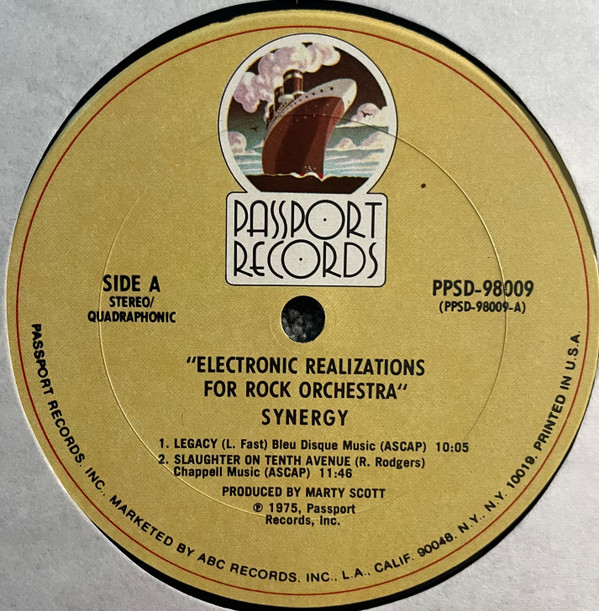 PASSPORT
RECORDS
SIDE A
STEREO/
QUADRAPHONIC
PPSD-98009
(PPSD-98009-A)
"ELECTRONIC REALIZATIONS
FOR ROCK ORCHESTRA"
SYNERGY
1. LEGACY (L. Fast) Bleu Disque Music (ASCAP) 10:05
2. SLAUGHTER ON TENTH AVENUE (R. Rodgers)
Chappell Music (ASCAP) 11:46
PRODUCED BY MARTY SCOTT
℗ 1975, Passport
Records, Inc.
PASSPORT RECORDS, INC., MARKETED BY ABC RECORDS, INC., L.A., CALIF. 90048. N.Y., N.Y. 10019. PRINTED IN U.S.A.